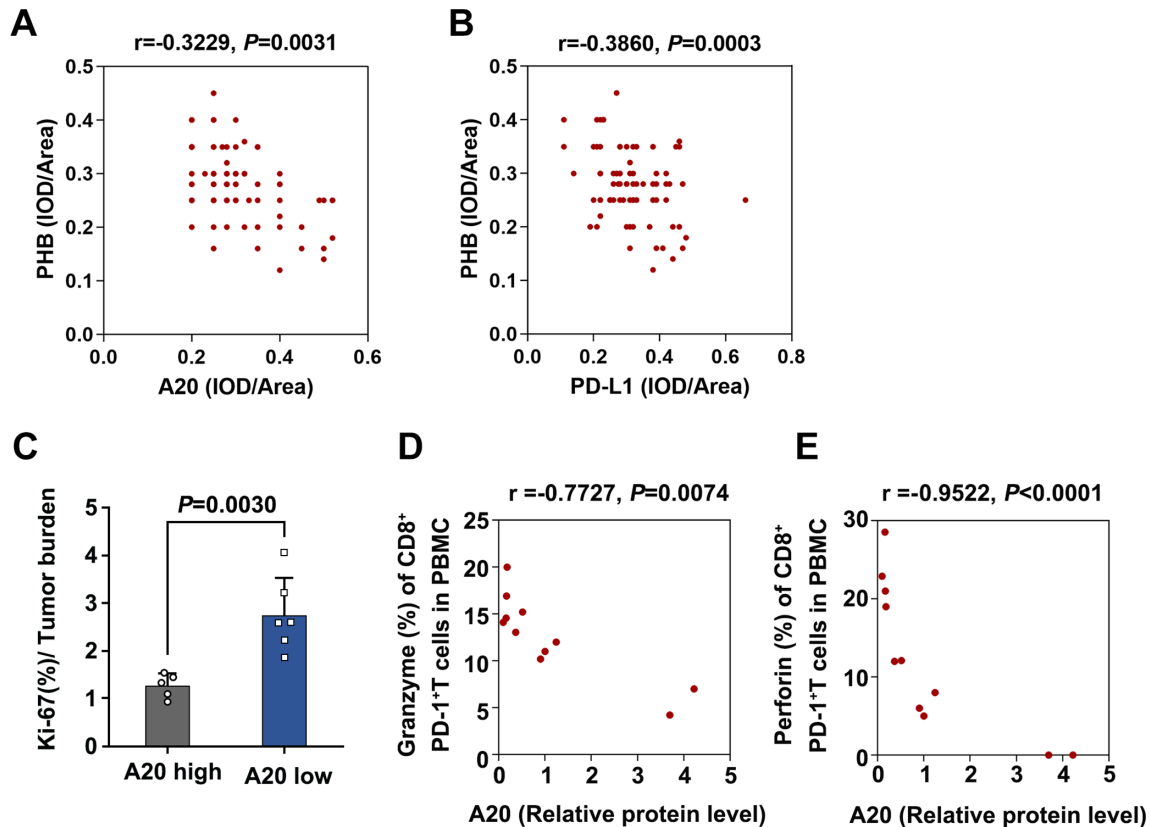 A
r=-0.3229, P=0.0031
PHB (IOD/Area)
0.5
0.4
0.3
0.2
0.1
0.0
0.0 0.2 0.4 0.6
A20 (IOD/Area)
B
r=-0.3860, P=0.0003
PHB (IOD/Area)
0.5
0.4
0.3
0.2
0.1
0.0
0.0 0.2 0.4 0.6 0.8
PD-L1 (IOD/Area)
C
P=0.0030
Ki-67(%)/ Tumor burden
5
4
3
2
1
0
A20 high A20 low
D
r =-0.7727, P=0.0074
Granzyme (%) of CD8⁺
PD-1⁺T cells in PBMC
25
20
15
10
5
0
0 1 2 3 4 5
A20 (Relative protein level)
E
r =-0.9522, P<0.0001
Perforin (%) of CD8⁺
PD-1⁺T cells in PBMC
30
20
10
0
0 1 2 3 4 5
A20 (Relative protein level)